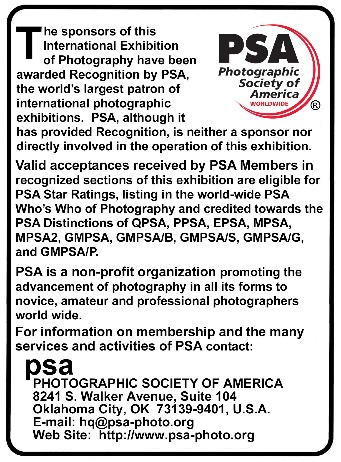 The sponsors of this
International Exhibition
of Photography have been
awarded Recognition by PSA,
the world's largest patron of
international photographic
exhibitions. PSA, although it
has provided Recognition, is neither a sponsor nor
directly involved in the operation of this exhibition.
PSA
Photographic
Society of
America
WORLDWIDE
®
Valid acceptances received by PSA Members in
recognized sections of this exhibition are eligible for
PSA Star Ratings, listing in the world-wide PSA
Who's Who of Photography and credited towards the
PSA Distinctions of QPSA, PPSA, EPSA, MPSA,
MPSA2, GMPSA, GMPSA/B, GMPSA/S, GMPSA/G,
and GMPSA/P.
PSA is a non-profit organization promoting the
advancement of photography in all its forms to
novice, amateur and professional photographers
world wide.
For information on membership and the many
services and activities of PSA contact:
psa
PHOTOGRAPHIC SOCIETY OF AMERICA
8241 S. Walker Avenue, Suite 104
Oklahoma City, OK 73139-9401, U.S.A.
E-mail: hq@psa-photo.org
Web Site: http://www.psa-photo.org